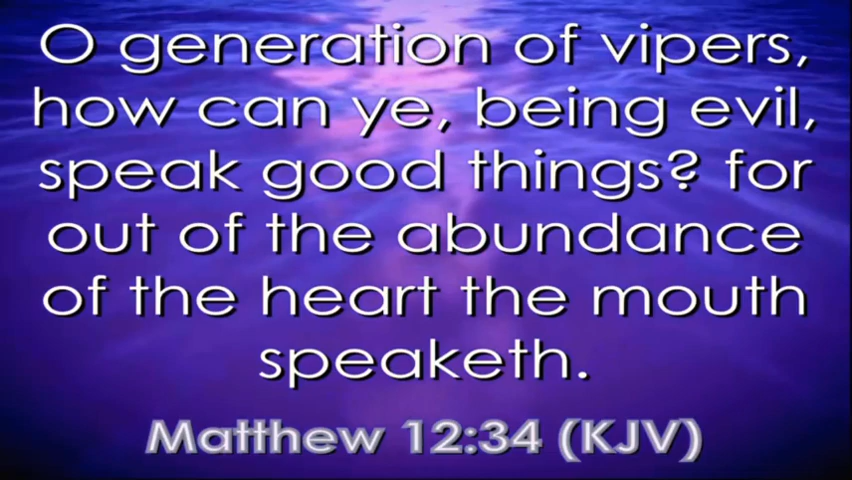 O generation of vipers,
how can ye, being evil,
speak good things? for
out of the abundance
of the heart the mouth
speaketh.
Matthew 12:34 (KJV)